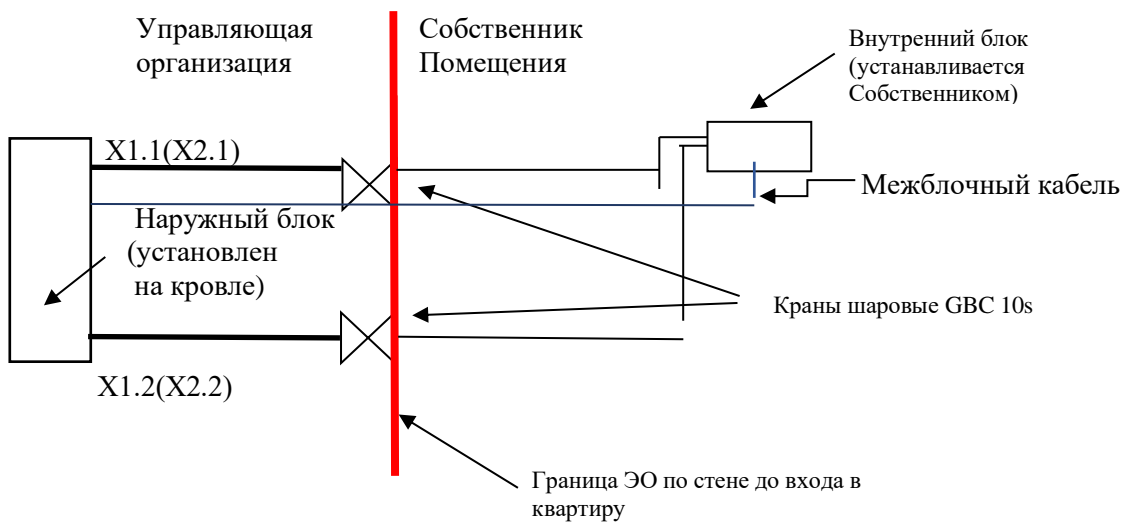 Управляющая
организация
Собственник
Помещения
Внутренний блок
(устанавливается
Собственником)
X1.1(X2.1)
Межблочный кабель
Наружный блок
(установлен
на кровле)
Краны шаровые GBC 10s
X1.2(X2.2)
Граница ЭО по стене до входа в
квартиру